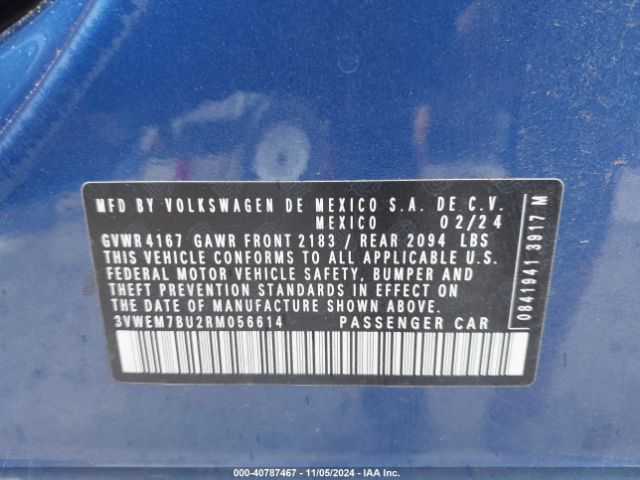 MFD BY VOLKSWAGEN DE MEXICO S.A. DE C.V.
MEXICO 02/24
GVWR 4167 GAWR FRONT 2183 / REAR 2094 LBS
THIS VEHICLE CONFORMS TO ALL APPLICABLE U.S.
FEDERAL MOTOR VEHICLE SAFETY, BUMPER AND
THEFT PREVENTION STANDARDS IN EFFECT ON
THE DATE OF MANUFACTURE SHOWN ABOVE.
3VWEM7BU2RM056614 PASSENGER CAR
0841941 3917 M
000-40787467 - 11/05/2024 - IAA Inc.